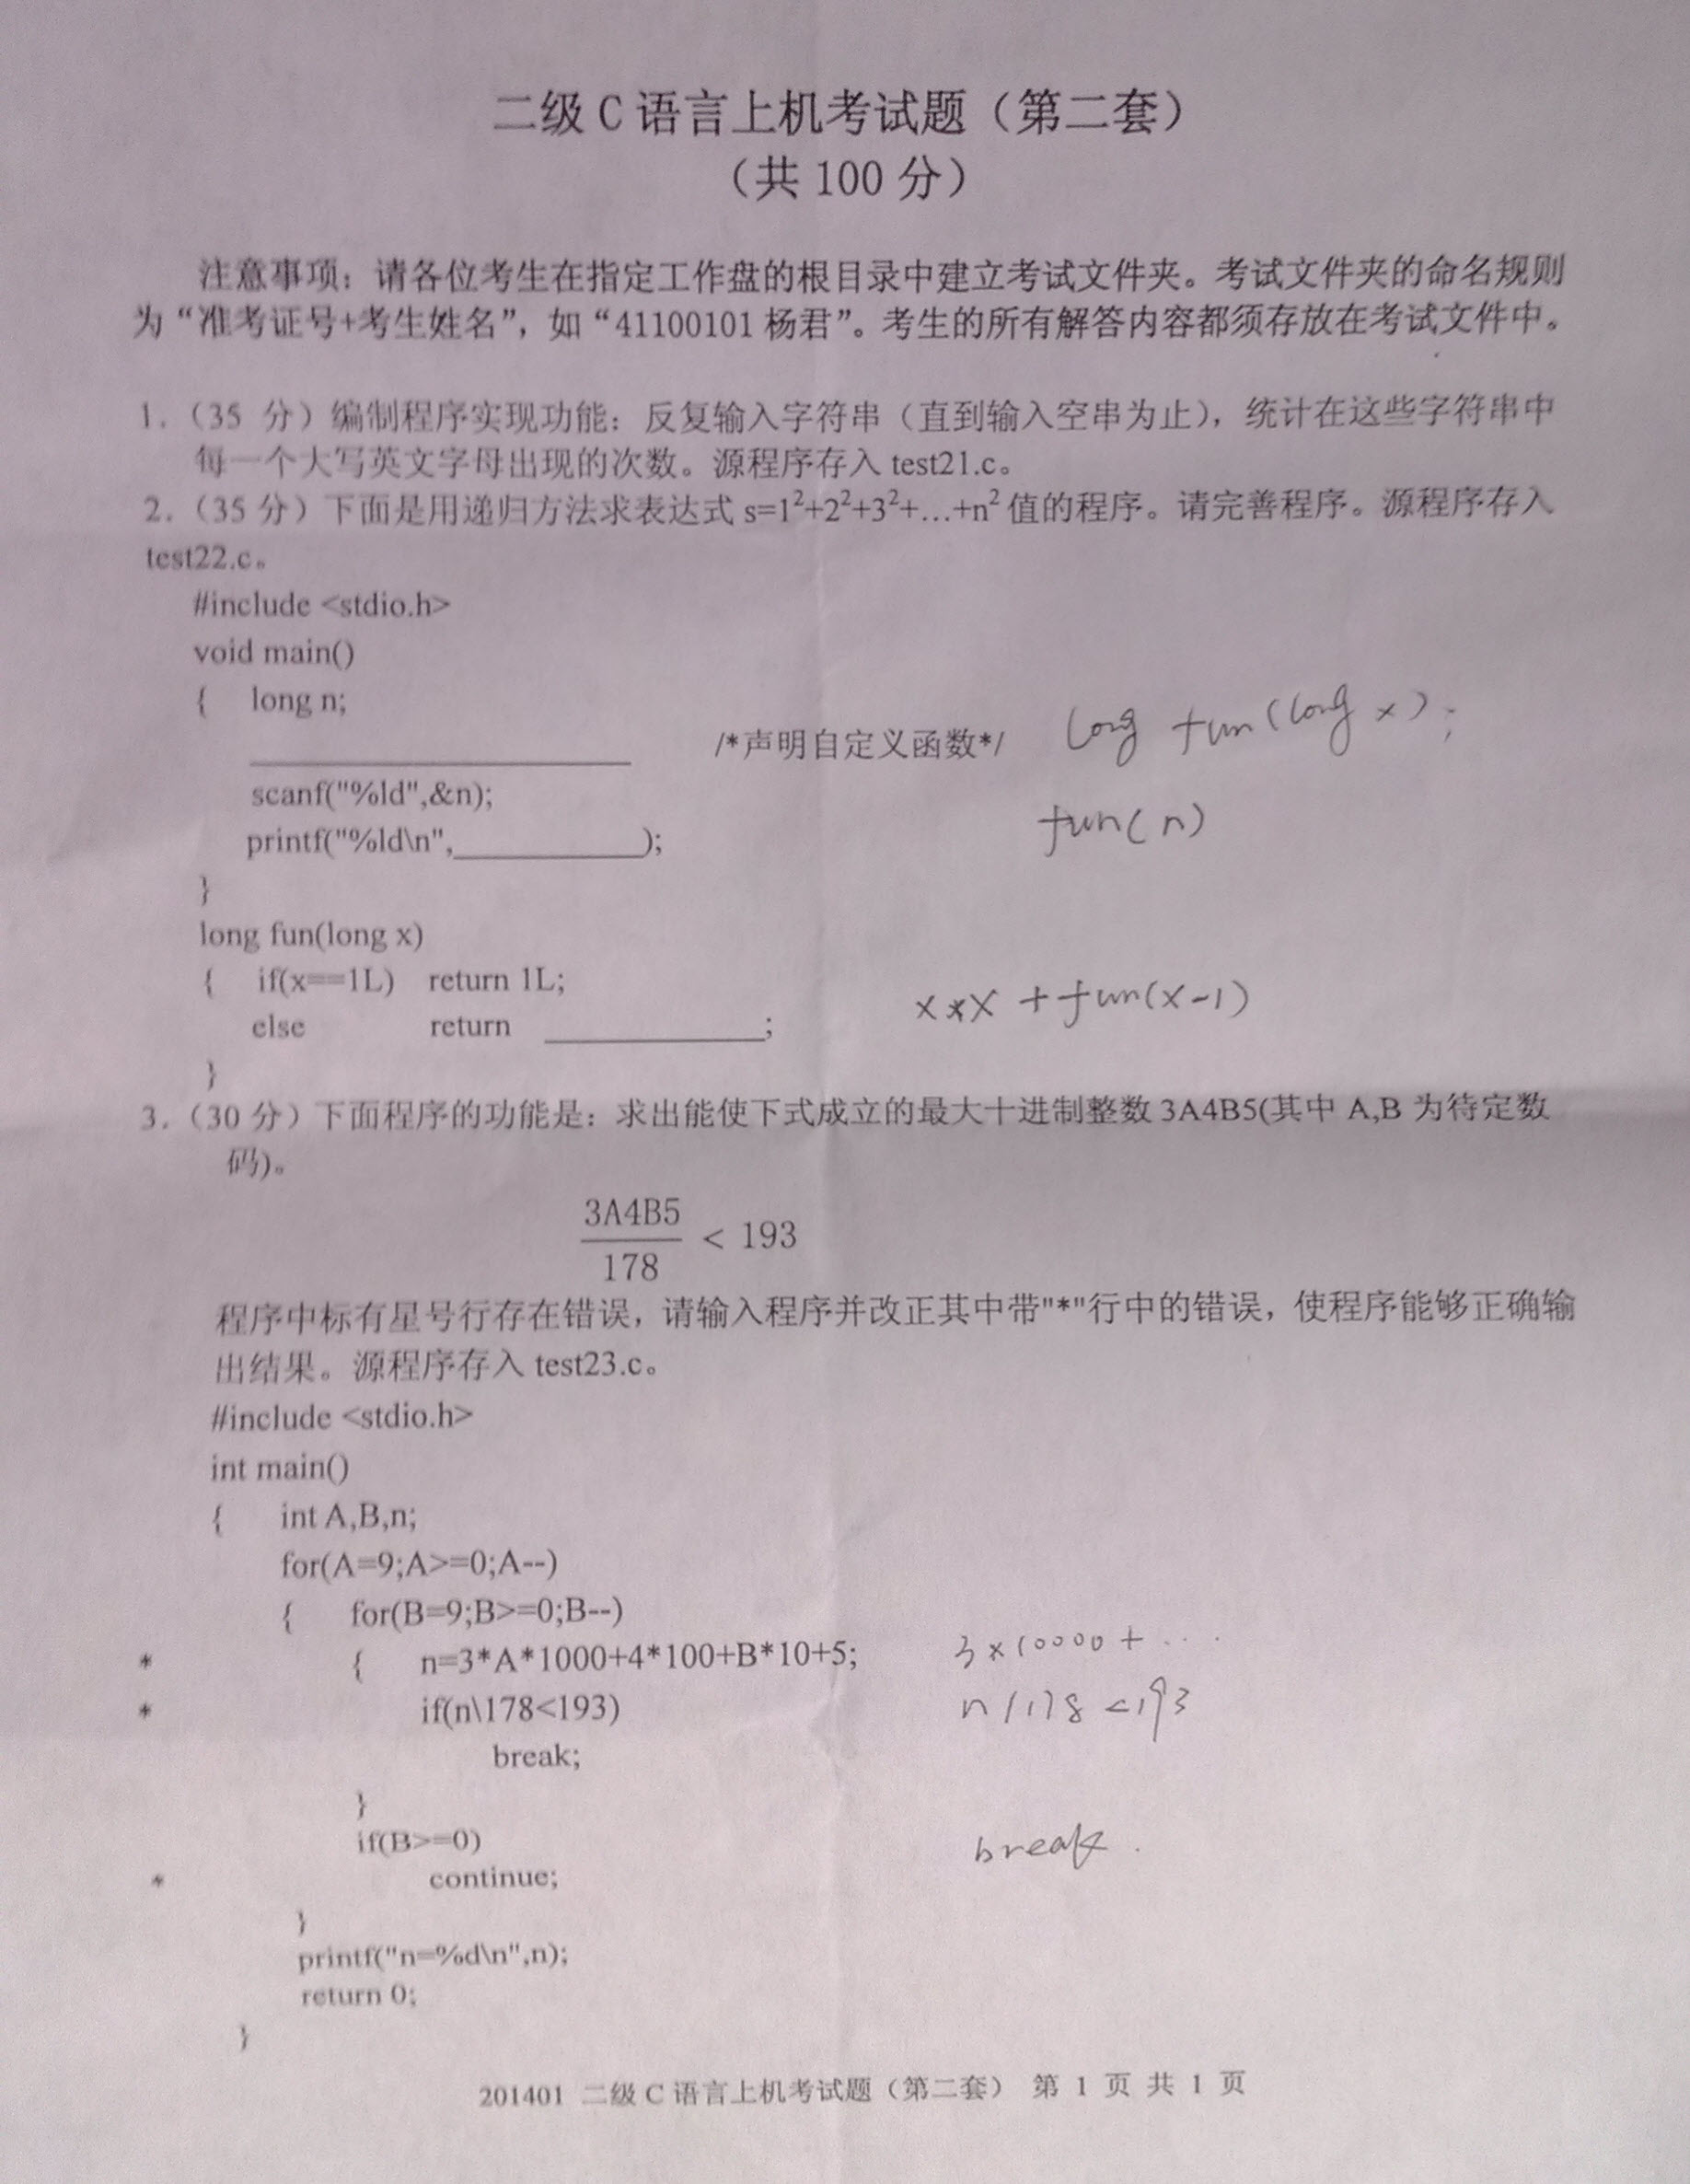 二级C语言上机考试题（第二套）
（共100分）
注意事项：请各位考生在指定工作盘的根目录中建立考试文件夹。考试文件夹的命名规则
为“准考证号+考生姓名”，如“41100101杨君”。考生的所有解答内容都须存放在考试文件中。
1.（35 分）编制程序实现功能：反复输入字符串（直到输入空串为止），统计在这些字符串中
每一个大写英文字母出现的次数。源程序存入 test21.c。
2.（35 分）下面是用递归方法求表达式 s=1²+2²+3²+…+n² 值的程序。请完善程序。源程序存入
test22.c。
#include <stdio.h>
void main()
{ long n;
/*声明自定义函数*/ long fun(long x);
scanf("%ld",&n);
printf("%ld\n",__________); fun(n)
}
long fun(long x)
{ if(x==1L) return 1L;
else return __________; x*x+fun(x-1)
}
3.（30 分）下面程序的功能是：求出能使下式成立的最大十进制整数 3A4B5(其中 A,B 为待定数
码)。
3A4B5
178
< 193
程序中标有星号行存在错误，请输入程序并改正其中带"*"行中的错误，使程序能够正确输
出结果。源程序存入 test23.c。
#include <stdio.h>
int main()
{ int A,B,n;
for(A=9;A>=0;A--)
{ for(B=9;B>=0;B--)
* { n=3*A*1000+4*100+B*10+5; 3×10000+...
* if(n\178<193) n/178<193
break;
}
if(B>=0)
* continue; break.
}
printf("n=%d\n",n);
return 0;
}
201401 二级C语言上机考试题（第二套） 第 1 页 共 1 页